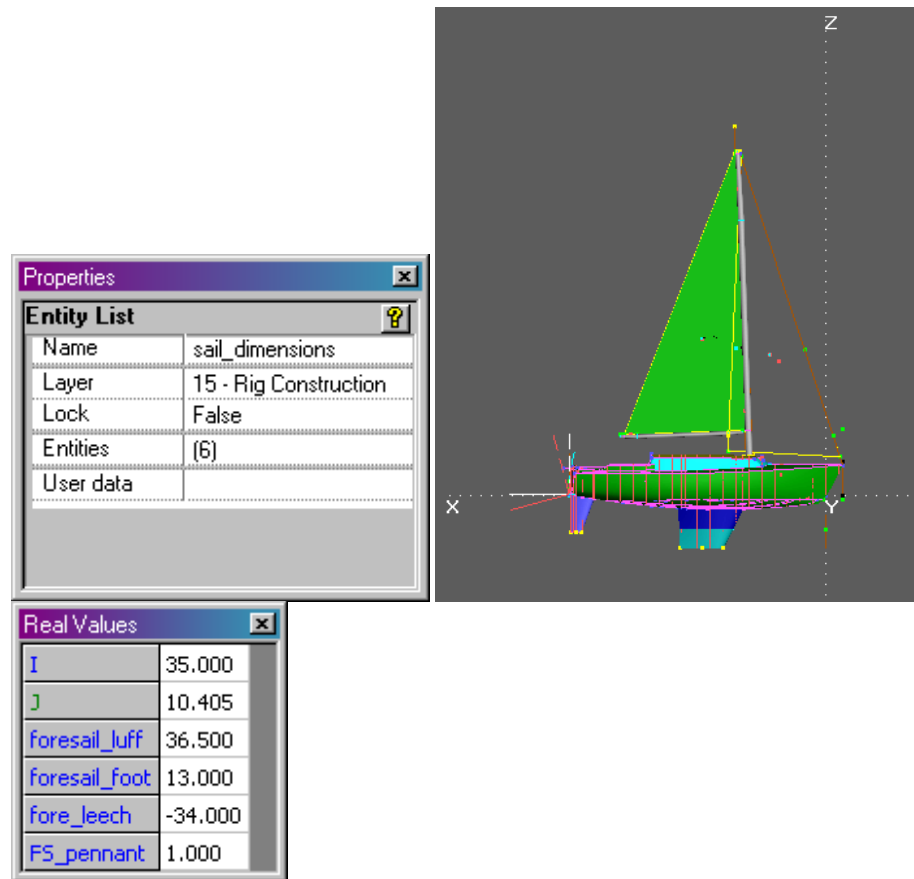 Z
Properties
Entity List
Name sail_dimensions
Layer 15 - Rig Construction
Lock False
Entities (6)
User data
X
Y
Real Values
I 35.000
J 10.405
foresail_luff 36.500
foresail_foot 13.000
fore_leech -34.000
FS_pennant 1.000